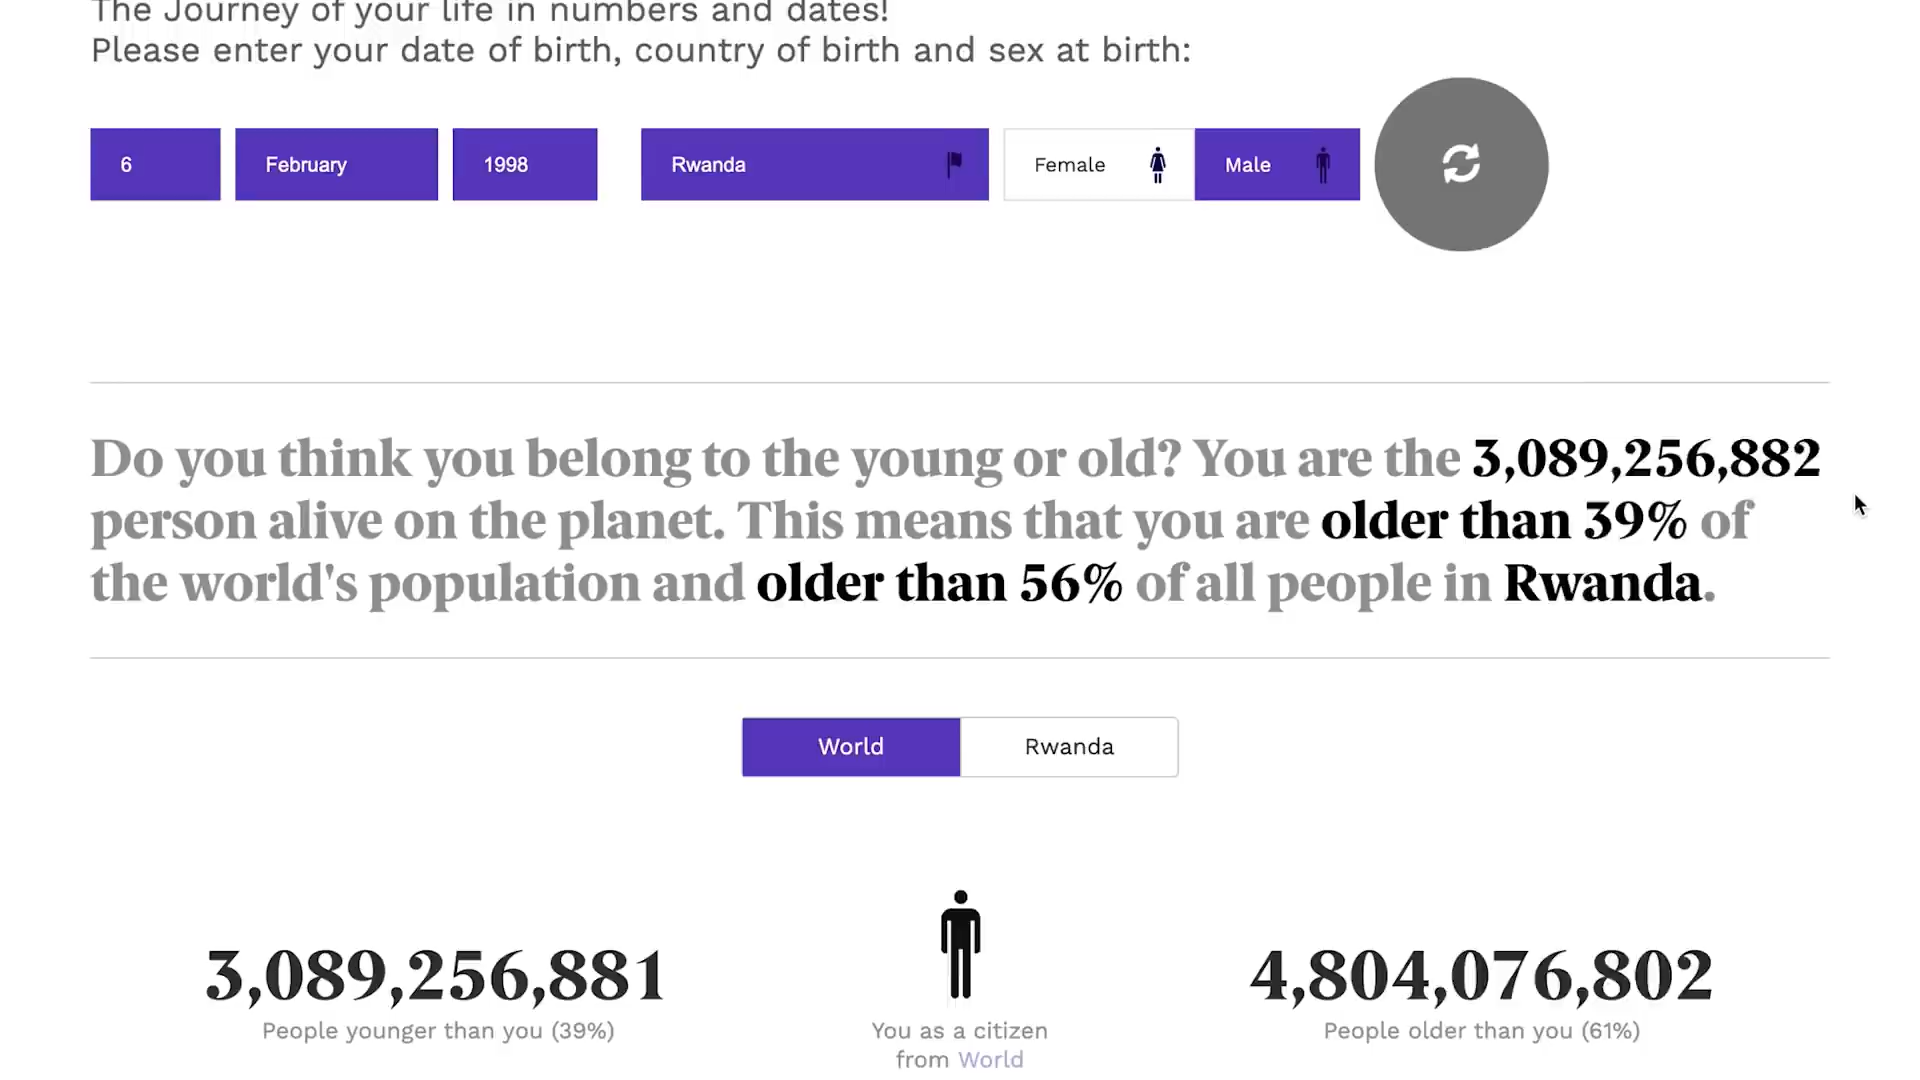 The Journey of your life in numbers and dates!
Please enter your date of birth, country of birth and sex at birth:
6 February 1998 Rwanda Female Male
Do you think you belong to the young or old? You are the 3,089,256,882
person alive on the planet. This means that you are older than 39% of
the world's population and older than 56% of all people in Rwanda.
World Rwanda
3,089,256,881
People younger than you (39%)
You as a citizen
from World
4,804,076,802
People older than you (61%)